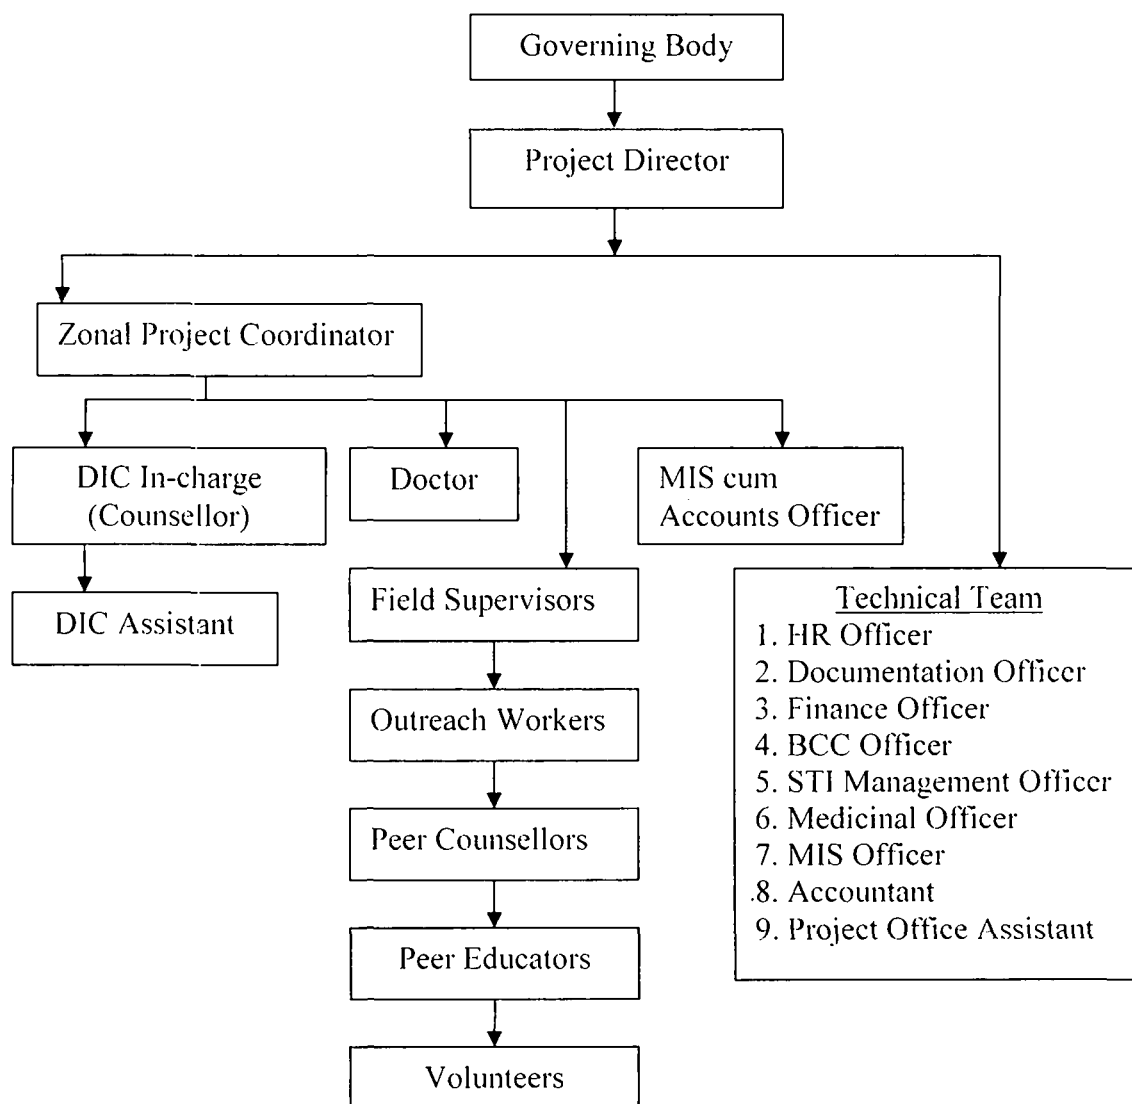 Governing Body
Project Director
Zonal Project Coordinator
DIC In-charge
(Counsellor)
Doctor
MIS cum
Accounts Officer
DIC Assistant
Field Supervisors
Outreach Workers
Peer Counsellors
Peer Educators
Volunteers
Technical Team
1. HR Officer
2. Documentation Officer
3. Finance Officer
4. BCC Officer
5. STI Management Officer
6. Medicinal Officer
7. MIS Officer
8. Accountant
9. Project Office Assistant